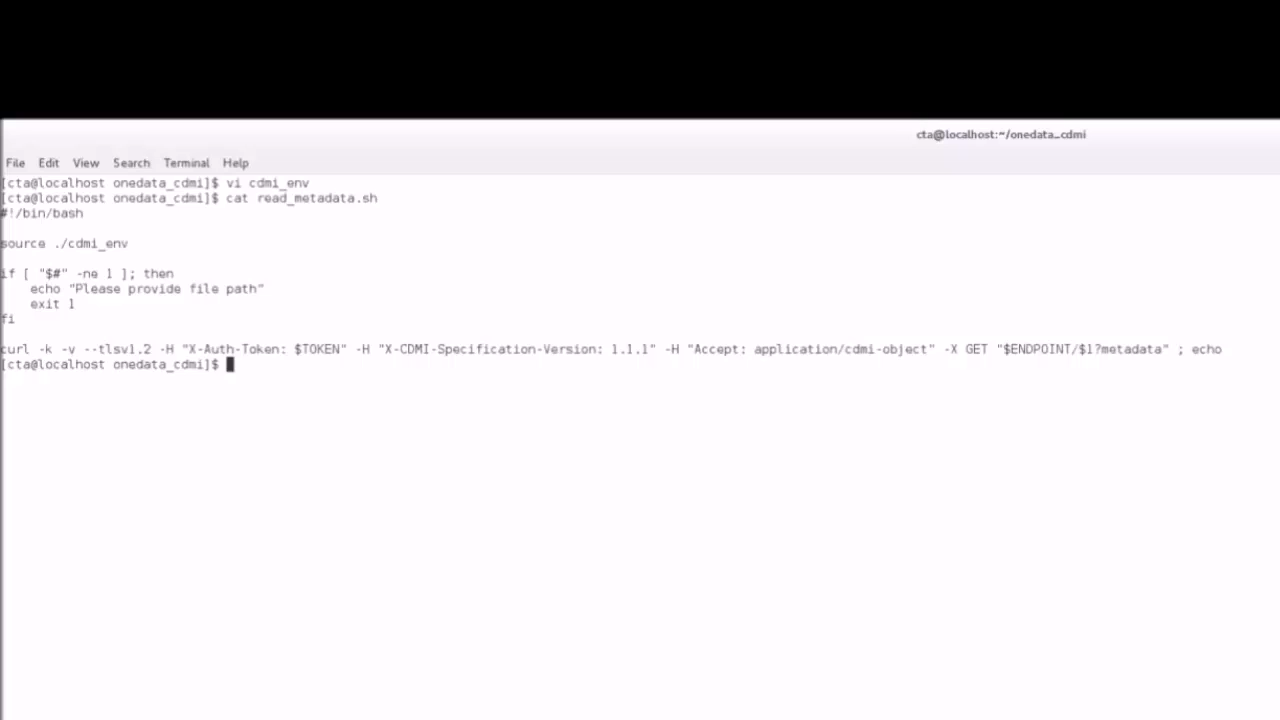 cta@localhost:~/onedata_cdmi
File Edit View Search Terminal Help
[cta@localhost onedata_cdmi]$ vi cdmi_env
[cta@localhost onedata_cdmi]$ cat read_metadata.sh
#!/bin/bash
source ./cdmi_env
if [ "$#" -ne 1 ]; then
echo "Please provide file path"
exit 1
fi
curl -k -v --tlsv1.2 -H "X-Auth-Token: $TOKEN" -H "X-CDMI-Specification-Version: 1.1.1" -H "Accept: application/cdmi-object" -X GET "$ENDPOINT/$1?metadata" ; echo
[cta@localhost onedata_cdmi]$